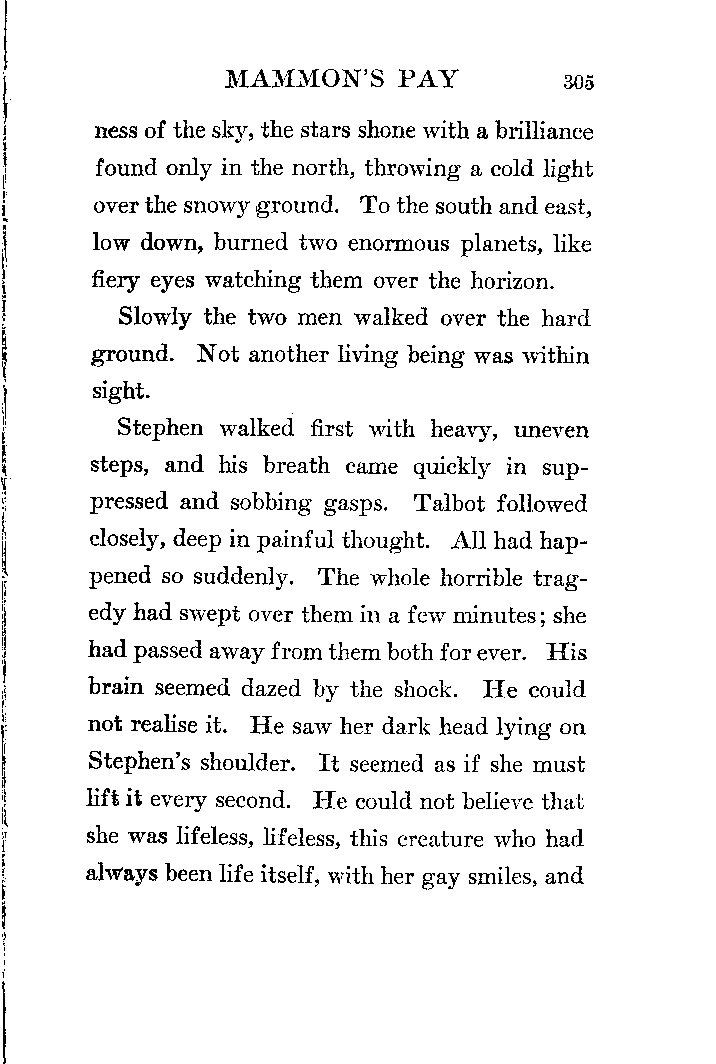 MAMMON'S PAY 305
ness of the sky, the stars shone with a brilliance
found only in the north, throwing a cold light
over the snowy ground. To the south and east,
low down, burned two enormous planets, like
fiery eyes watching them over the horizon.
Slowly the two men walked over the hard
ground. Not another living being was within
sight.
Stephen walked first with heavy, uneven
steps, and his breath came quickly in sup-
pressed and sobbing gasps. Talbot followed
closely, deep in painful thought. All had hap-
pened so suddenly. The whole horrible trag-
edy had swept over them in a few minutes; she
had passed away from them both for ever. His
brain seemed dazed by the shock. He could
not realise it. He saw her dark head lying on
Stephen's shoulder. It seemed as if she must
lift it every second. He could not believe that
she was lifeless, lifeless, this creature who had
always been life itself, with her gay smiles, and